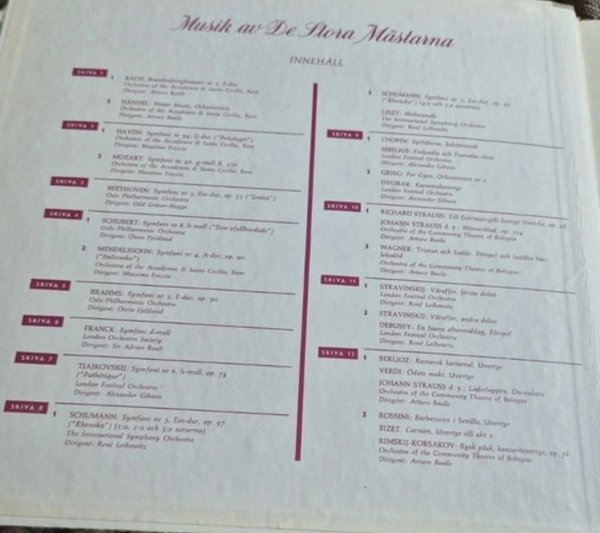 Musik av De Stora Mästarna
INNEHÅLL
SKIVA 1
1 BACH: Brandenburgkonsert nr 2, F-dur
Orchestra of the Accademia di Santa Cecilia, Rom
Dirigent: Arturo Basile
2 HÄNDEL: Water Music, Orkestersvit
Orchestra of the Accademia di Santa Cecilia, Rom
Dirigent: Arturo Basile
SKIVA 2
1 HAYDN: Symfoni nr 94, G-dur ("Pukslaget")
Orchestra of the Accademia di Santa Cecilia, Rom
Dirigent: Massimo Freccia
2 MOZART: Symfoni nr 40, g-moll K. 550
Orchestra of the Accademia di Santa Cecilia, Rom
Dirigent: Massimo Freccia
SKIVA 3
BEETHOVEN: Symfoni nr 3, Ess-dur, op. 55 ("Eroica")
Oslo Philharmonic Orchestra
Dirigent: Odd Grüner-Hegge
SKIVA 4
1 SCHUBERT: Symfoni nr 8, h-moll ("Den ofullbordade")
Oslo Philharmonic Orchestra
Dirigent: Otivin Fjeldstad
2 MENDELSSOHN: Symfoni nr 4, A-dur, op. 90
("Italienska")
Orchestra of the Accademia di Santa Cecilia, Rom
Dirigent: Massimo Freccia
SKIVA 5
BRAHMS: Symfoni nr 3, F-dur, op. 90
Oslo Philharmonic Orchestra
Dirigent: Otivin Fjeldstad
SKIVA 6
FRANCK: Symfoni d-moll
London Orchestra Society
Dirigent: Sir Adrian Boult
SKIVA 7
TJAJKOVSKIJ: Symfoni nr 6, h-moll, op. 74
("Pathétique")
London Festival Orchestra
Dirigent: Alexander Gibson
SKIVA 8
1 SCHUMANN: Symfoni nr 3, Ess-dur, op. 97
("Rhenska") (1:a, 2:a och 3:e satserna)
The International Symphony Orchestra
Dirigent: René Leibowitz
2 SCHUMANN: Symfoni nr 3, Ess-dur, op. 97
("Rhenska") (4:e och 5:e satserna)
LISZT: Mefistovals
The International Symphony Orchestra
Dirigent: René Leibowitz
SKIVA 9
1 CHOPIN: Sylfiderna, balettmusik
SIBELIUS: Finlandia och Tuonelas svan
London Festival Orchestra
Dirigent: Alexander Gibson
2 GRIEG: Per Gynt, Orkestersvit nr 1
DVORAK: Karnevaluvertyr
London Festival Orchestra
Dirigent: Alexander Gibson
SKIVA 10
1 RICHARD STRAUSS: Till Eulenspiegels lustiga Streiche, op. 28
JOHANN STRAUSS d. y.: Wienerblod, op. 354
Orchestra of the Community Theatre of Bologna
Dirigent: Arturo Basile
2 WAGNER: Tristan och Isolde. Förspel och Isoldes kär-
leksdöd
Orchestra of the Community Theatre of Bologna
Dirigent: Arturo Basile
SKIVA 11
1 STRAVINSKIJ: Våroffer, första delen
London Festival Orchestra
Dirigent: René Leibowitz
2 STRAVINSKIJ: Våroffer, andra delen
DEBUSSY: En fauns eftermiddag, Förspel
London Festival Orchestra
Dirigent: René Leibowitz
SKIVA 12
1 BERLIOZ: Romersk karneval, Uvertyr
VERDI: Ödets makt, Uvertyr
JOHANN STRAUSS d. y.: Läderlappen, Du-valsen
Orchestra of the Community Theatre of Bologna
Dirigent: Arturo Basile
2 ROSSINI: Barberaren i Sevilla, Uvertyr
BIZET: Carmen, Uvertyr till akt 1
RIMSKIJ-KORSAKOV: Rysk påsk, konsertuvertyr, op. 36
Orchestra of the Community Theatre of Bologna
Dirigent: Arturo Basile